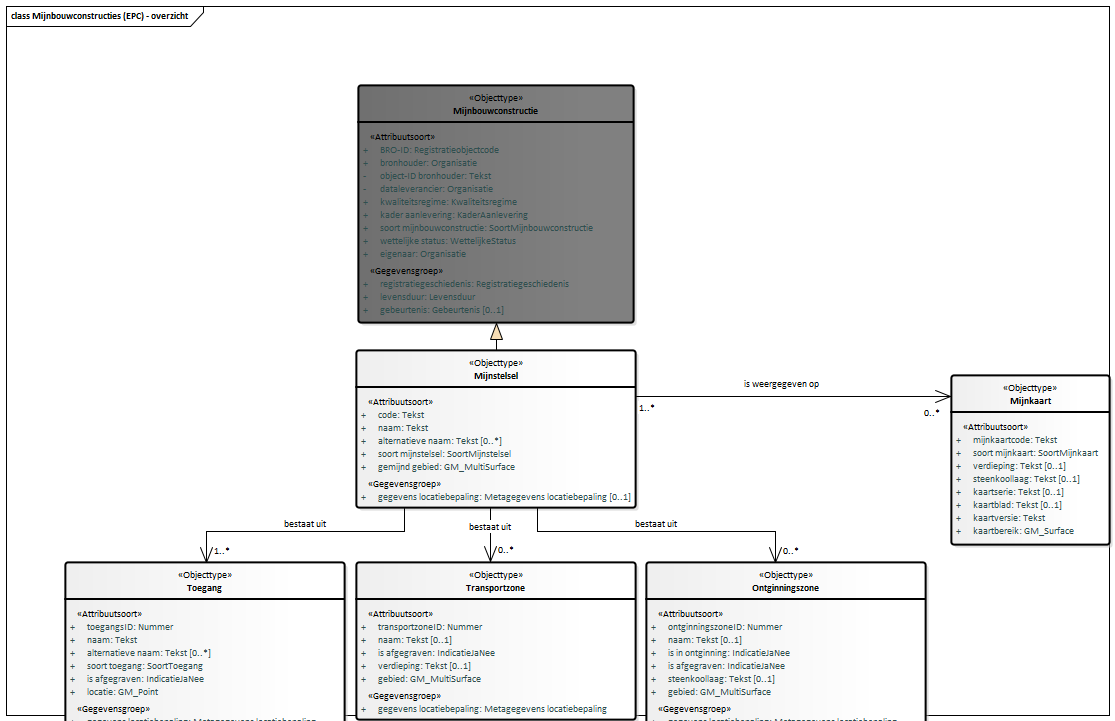 class Mijnbouwconstructies (EPC) - overzicht
«Objecttype»
Mijnbouwconstructie
«Attribuutsoort»
+ BRO-ID: Registratieobjectcode
+ bronhouder: Organisatie
- object-ID bronhouder: Tekst
- dataleverancier: Organisatie
+ kwaliteitsregime: Kwaliteitsregime
+ kader aanlevering: KaderAanlevering
+ soort mijnbouwconstructie: SoortMijnbouwconstructie
+ wettelijke status: WettelijkeStatus
+ eigenaar: Organisatie
«Gegevensgroep»
+ registratiegeschiedenis: Registratiegeschiedenis
+ levensduur: Levensduur
+ gebeurtenis: Gebeurtenis [0..1]
«Objecttype»
Mijnstelsel
«Attribuutsoort»
+ code: Tekst
+ naam: Tekst
+ alternatieve naam: Tekst [0..*]
+ soort mijnstelsel: SoortMijnstelsel
+ gemijnd gebied: GM_MultiSurface
«Gegevensgroep»
+ gegevens locatiebepaling: Metagegevens locatiebepaling [0..1]
is weergegeven op
1..*
0..*
«Objecttype»
Mijnkaart
«Attribuutsoort»
+ mijnkaartcode: Tekst
+ soort mijnkaart: SoortMijnkaart
+ verdieping: Tekst [0..1]
+ steenkoollaag: Tekst [0..1]
+ kaartserie: Tekst [0..1]
+ kaartblad: Tekst [0..1]
+ kaartversie: Tekst
+ kaartbereik: GM_Surface
bestaat uit
1..*
bestaat uit
0..*
bestaat uit
0..*
«Objecttype»
Toegang
«Attribuutsoort»
+ toegangsID: Nummer
+ naam: Tekst
+ alternatieve naam: Tekst [0..*]
+ soort toegang: SoortToegang
+ is afgegraven: IndicatieJaNee
+ locatie: GM_Point
«Gegevensgroep»
+ gegevens locatiebepaling: Metagegevens locatiebepaling
«Objecttype»
Transportzone
«Attribuutsoort»
+ transportzoneID: Nummer
+ naam: Tekst [0..1]
+ is afgegraven: IndicatieJaNee
+ verdieping: Tekst [0..1]
+ gebied: GM_MultiSurface
«Gegevensgroep»
+ gegevens locatiebepaling: Metagegevens locatiebepaling
«Objecttype»
Ontginningszone
«Attribuutsoort»
+ ontginningszoneID: Nummer
+ naam: Tekst [0..1]
+ is in ontginning: IndicatieJaNee
+ is afgegraven: IndicatieJaNee
+ steenkoollaag: Tekst [0..1]
+ gebied: GM_MultiSurface
«Gegevensgroep»
+ gegevens locatiebepaling: Metagegevens locatiebepaling